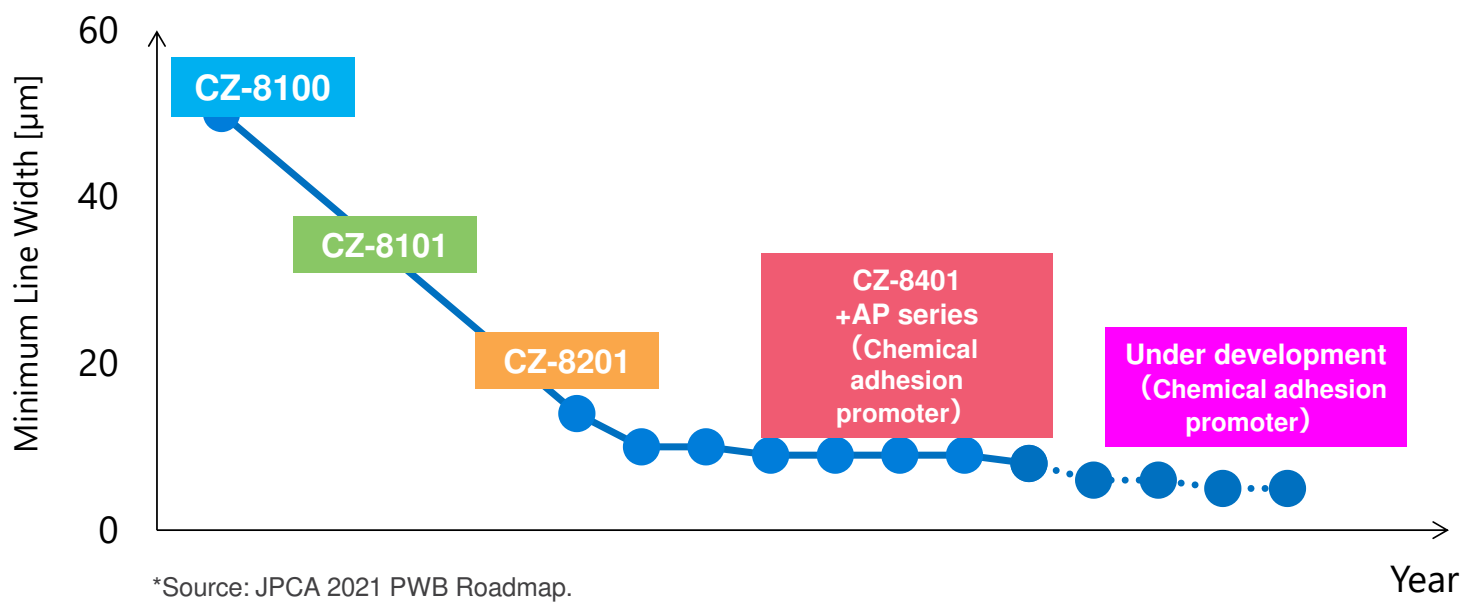 Minimum Line Width [µm]
60
40
20
0
CZ-8100
CZ-8101
CZ-8201
CZ-8401
+AP series
（Chemical
adhesion
promoter）
Under development
（Chemical adhesion
promoter）
Year
*Source: JPCA 2021 PWB Roadmap.